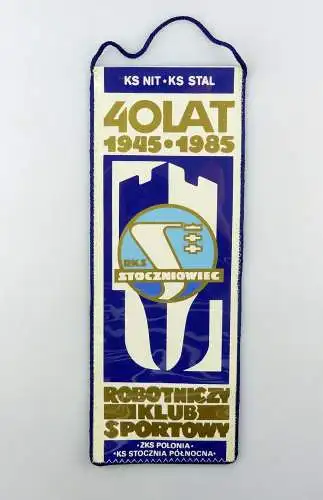 KS NIT • KS STAL
40 LAT
1945 • 1985
RKS
STOCZNIOWIEC
ROBOTNICZY
KLUB
SPORTOWY
• ZKS POLONIA •
• KS STOCZNIA PÓŁNOCNA •